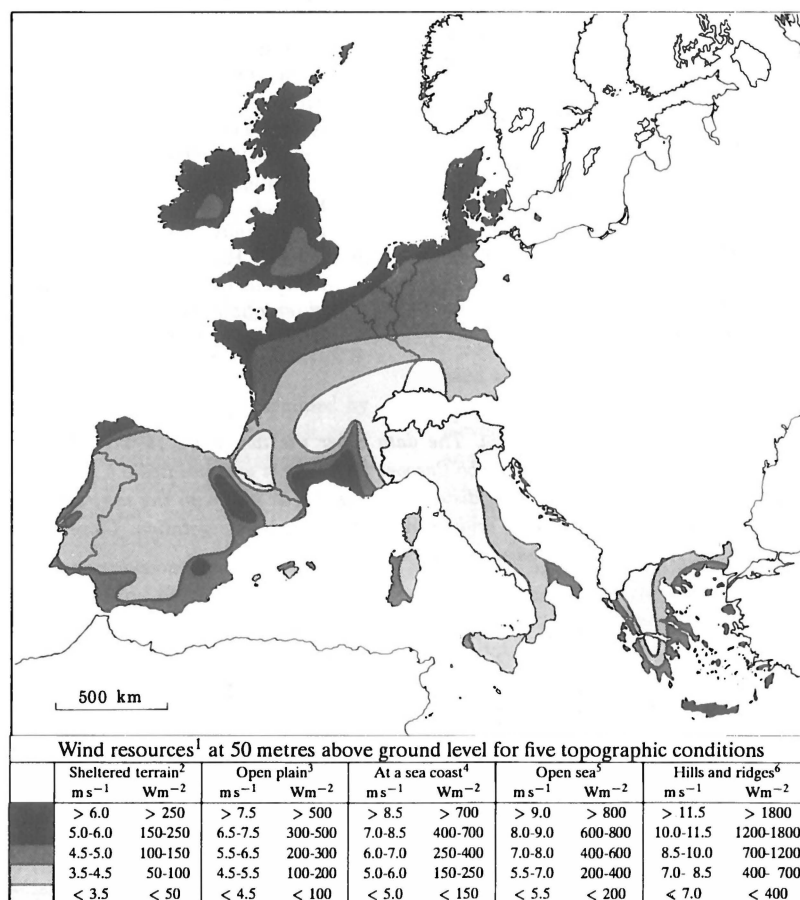 500 km
Wind resources¹ at 50 metres above ground level for five topographic conditions
Sheltered terrain² Open plain³ At a sea coast⁴ Open sea⁵ Hills and ridges⁶
m s⁻¹ Wm⁻² m s⁻¹ Wm⁻² m s⁻¹ Wm⁻² m s⁻¹ Wm⁻² m s⁻¹ Wm⁻²
> 6.0 > 250 > 7.5 > 500 > 8.5 > 700 > 9.0 > 800 > 11.5 > 1800
5.0-6.0 150-250 6.5-7.5 300-500 7.0-8.5 400-700 8.0-9.0 600-800 10.0-11.5 1200-1800
4.5-5.0 100-150 5.5-6.5 200-300 6.0-7.0 250-400 7.0-8.0 400-600 8.5-10.0 700-1200
3.5-4.5 50-100 4.5-5.5 100-200 5.0-6.0 150-250 5.5-7.0 200-400 7.0- 8.5 400- 700
< 3.5 < 50 < 4.5 < 100 < 5.0 < 150 < 5.5 < 200 < 7.0 < 400